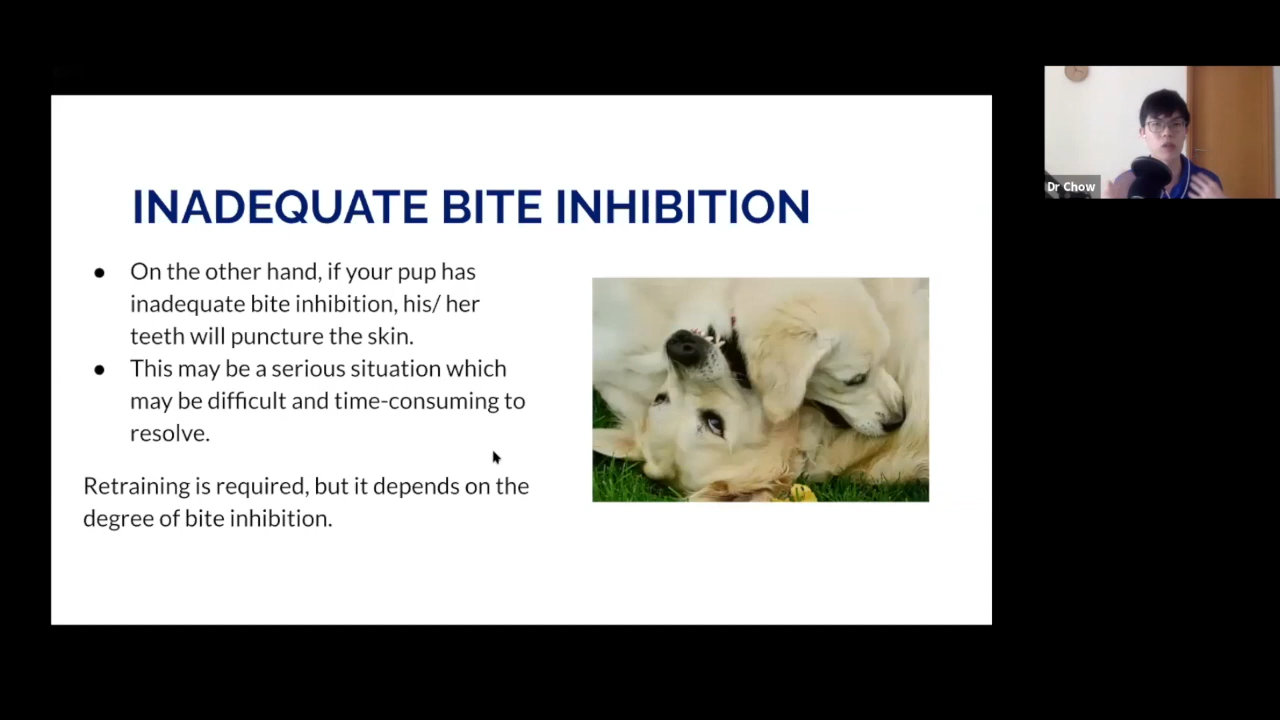 INADEQUATE BITE INHIBITION
● On the other hand, if your pup has
inadequate bite inhibition, his/ her
teeth will puncture the skin.
● This may be a serious situation which
may be difficult and time-consuming to
resolve.
Retraining is required, but it depends on the
degree of bite inhibition.
Dr Chow